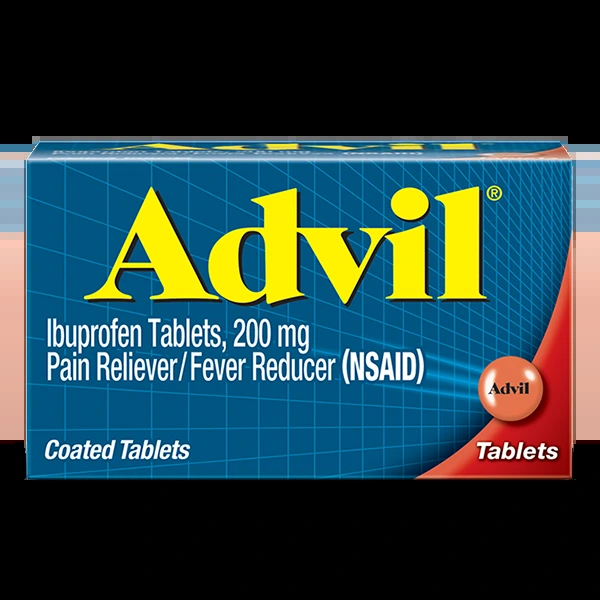 Advil®
Ibuprofen Tablets, 200 mg
Pain Reliever/Fever Reducer (NSAID)
Advil
Coated Tablets
Tablets